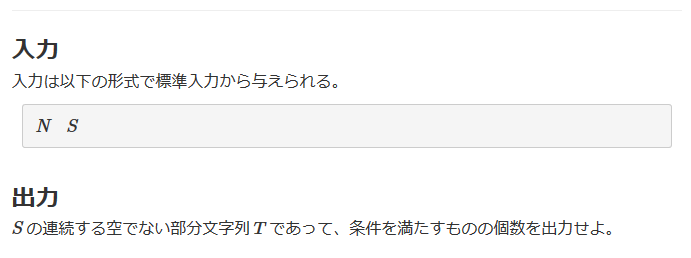 入力
入力は以下の形式で標準入力から与えられる。
N S
出力
S の連続する空でない部分文字列 T であって、条件を満たすものの個数を出力せよ。